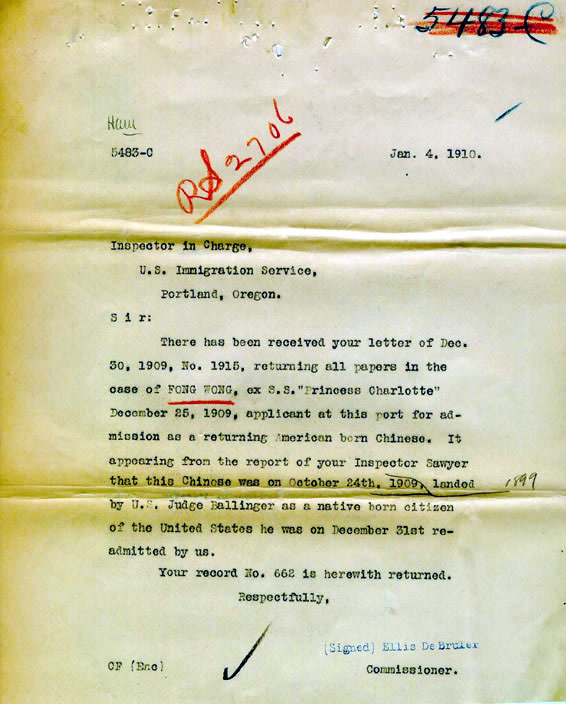 5483-C
Ham
5483-C
Jan. 4, 1910.
RS 2706
Inspector in Charge,
U.S. Immigration Service,
Portland, Oregon.
S i r:
There has been received your letter of Dec.
30, 1909, No. 1915, returning all papers in the
case of FONG WONG, ex S.S."Princess Charlotte"
December 25, 1909, applicant at this port for ad-
mission as a returning American born Chinese. It
appearing from the report of your Inspector Sawyer
that this Chinese was on October 24th, 1909, landed 1899
by U.S. Judge Ballinger as a native born citizen
of the United States he was on December 31st re-
admitted by us.
Your record No. 662 is herewith returned.
Respectfully,
(Signed) Ellis DeBruler
CF (Enc)
Commissioner.